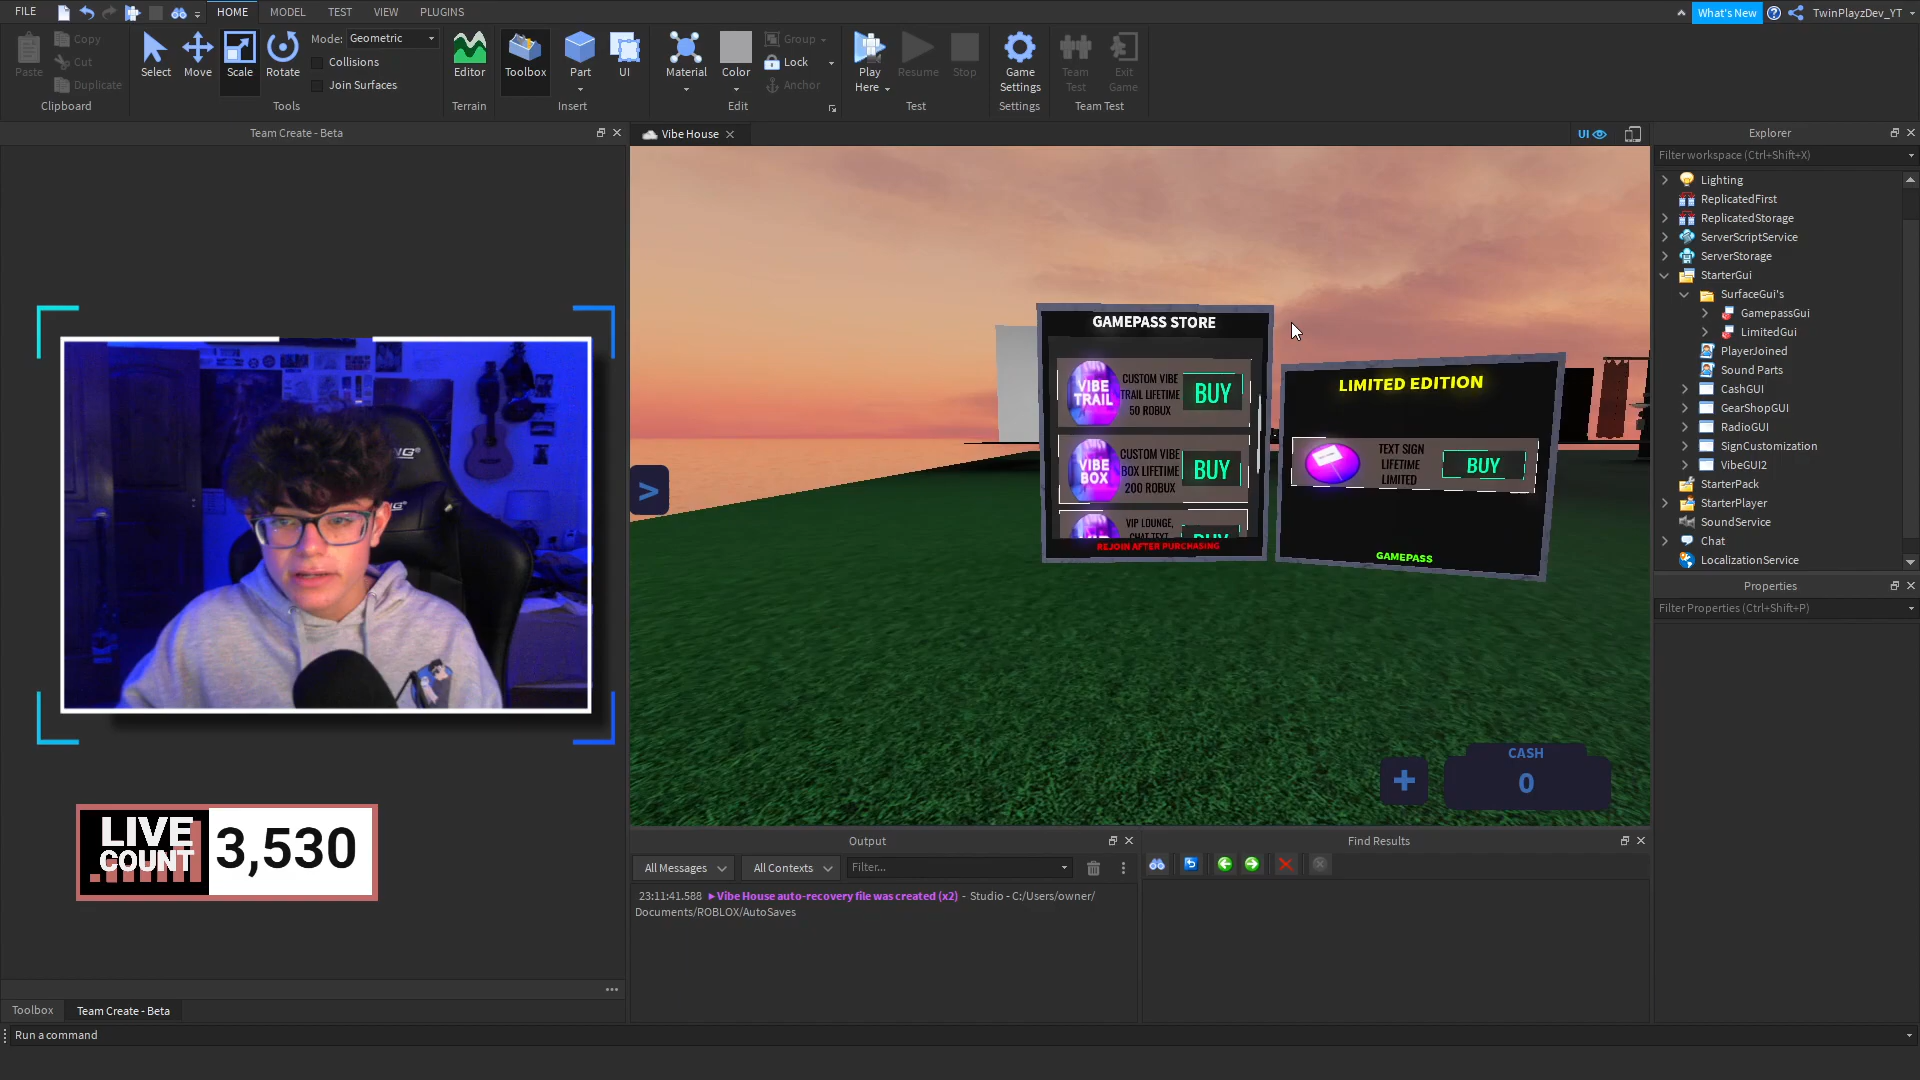 FILE
HOME
MODEL
TEST
VIEW
PLUGINS
What's New
TwinPlayzDev_YT
Paste
Copy
Cut
Duplicate
Clipboard
Select
Move
Scale
Rotate
Mode: Geometric
Collisions
Join Surfaces
Tools
Editor
Terrain
Toolbox
Part
UI
Insert
Material
Color
Group
Lock
Anchor
Edit
Play
Here
Resume
Stop
Test
Game
Settings
Settings
Team
Test
Exit
Game
Team Test
Team Create - Beta
Vibe House
UI
Explorer
Filter workspace (Ctrl+Shift+X)
Lighting
ReplicatedFirst
ReplicatedStorage
ServerScriptService
ServerStorage
StarterGui
SurfaceGui's
GamepassGui
LimitedGui
PlayerJoined
Sound Parts
CashGUI
GearShopGUI
RadioGUI
SignCustomization
VibeGUI2
StarterPack
StarterPlayer
SoundService
Chat
LocalizationService
Properties
Filter Properties (Ctrl+Shift+P)
GAMEPASS STORE
VIBE
TRAIL
CUSTOM VIBE
TRAIL LIFETIME
50 ROBUX
BUY
VIBE
BOX
CUSTOM VIBE
BOX LIFETIME
200 ROBUX
BUY
VIP LOUNGE,
CHAT TEXT
BUY
REJOIN AFTER PURCHASING
LIMITED EDITION
TEXT SIGN
LIFETIME
LIMITED
BUY
GAMEPASS
>
CASH
+
0
LIVE
COUNT
3,530
Output
All Messages
All Contexts
Filter...
23:11:41.588 ▶ Vibe House auto-recovery file was created (x2) - Studio - C:/Users/owner/
Documents/ROBLOX/AutoSaves
Find Results
Toolbox
Team Create - Beta
Run a command